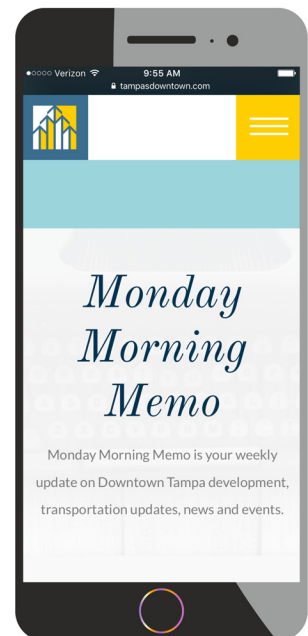 Verizon 9:55 AM
tampasdowntown.com
Monday
Morning
Memo
Monday Morning Memo is your weekly
update on Downtown Tampa development,
transportation updates, news and events.